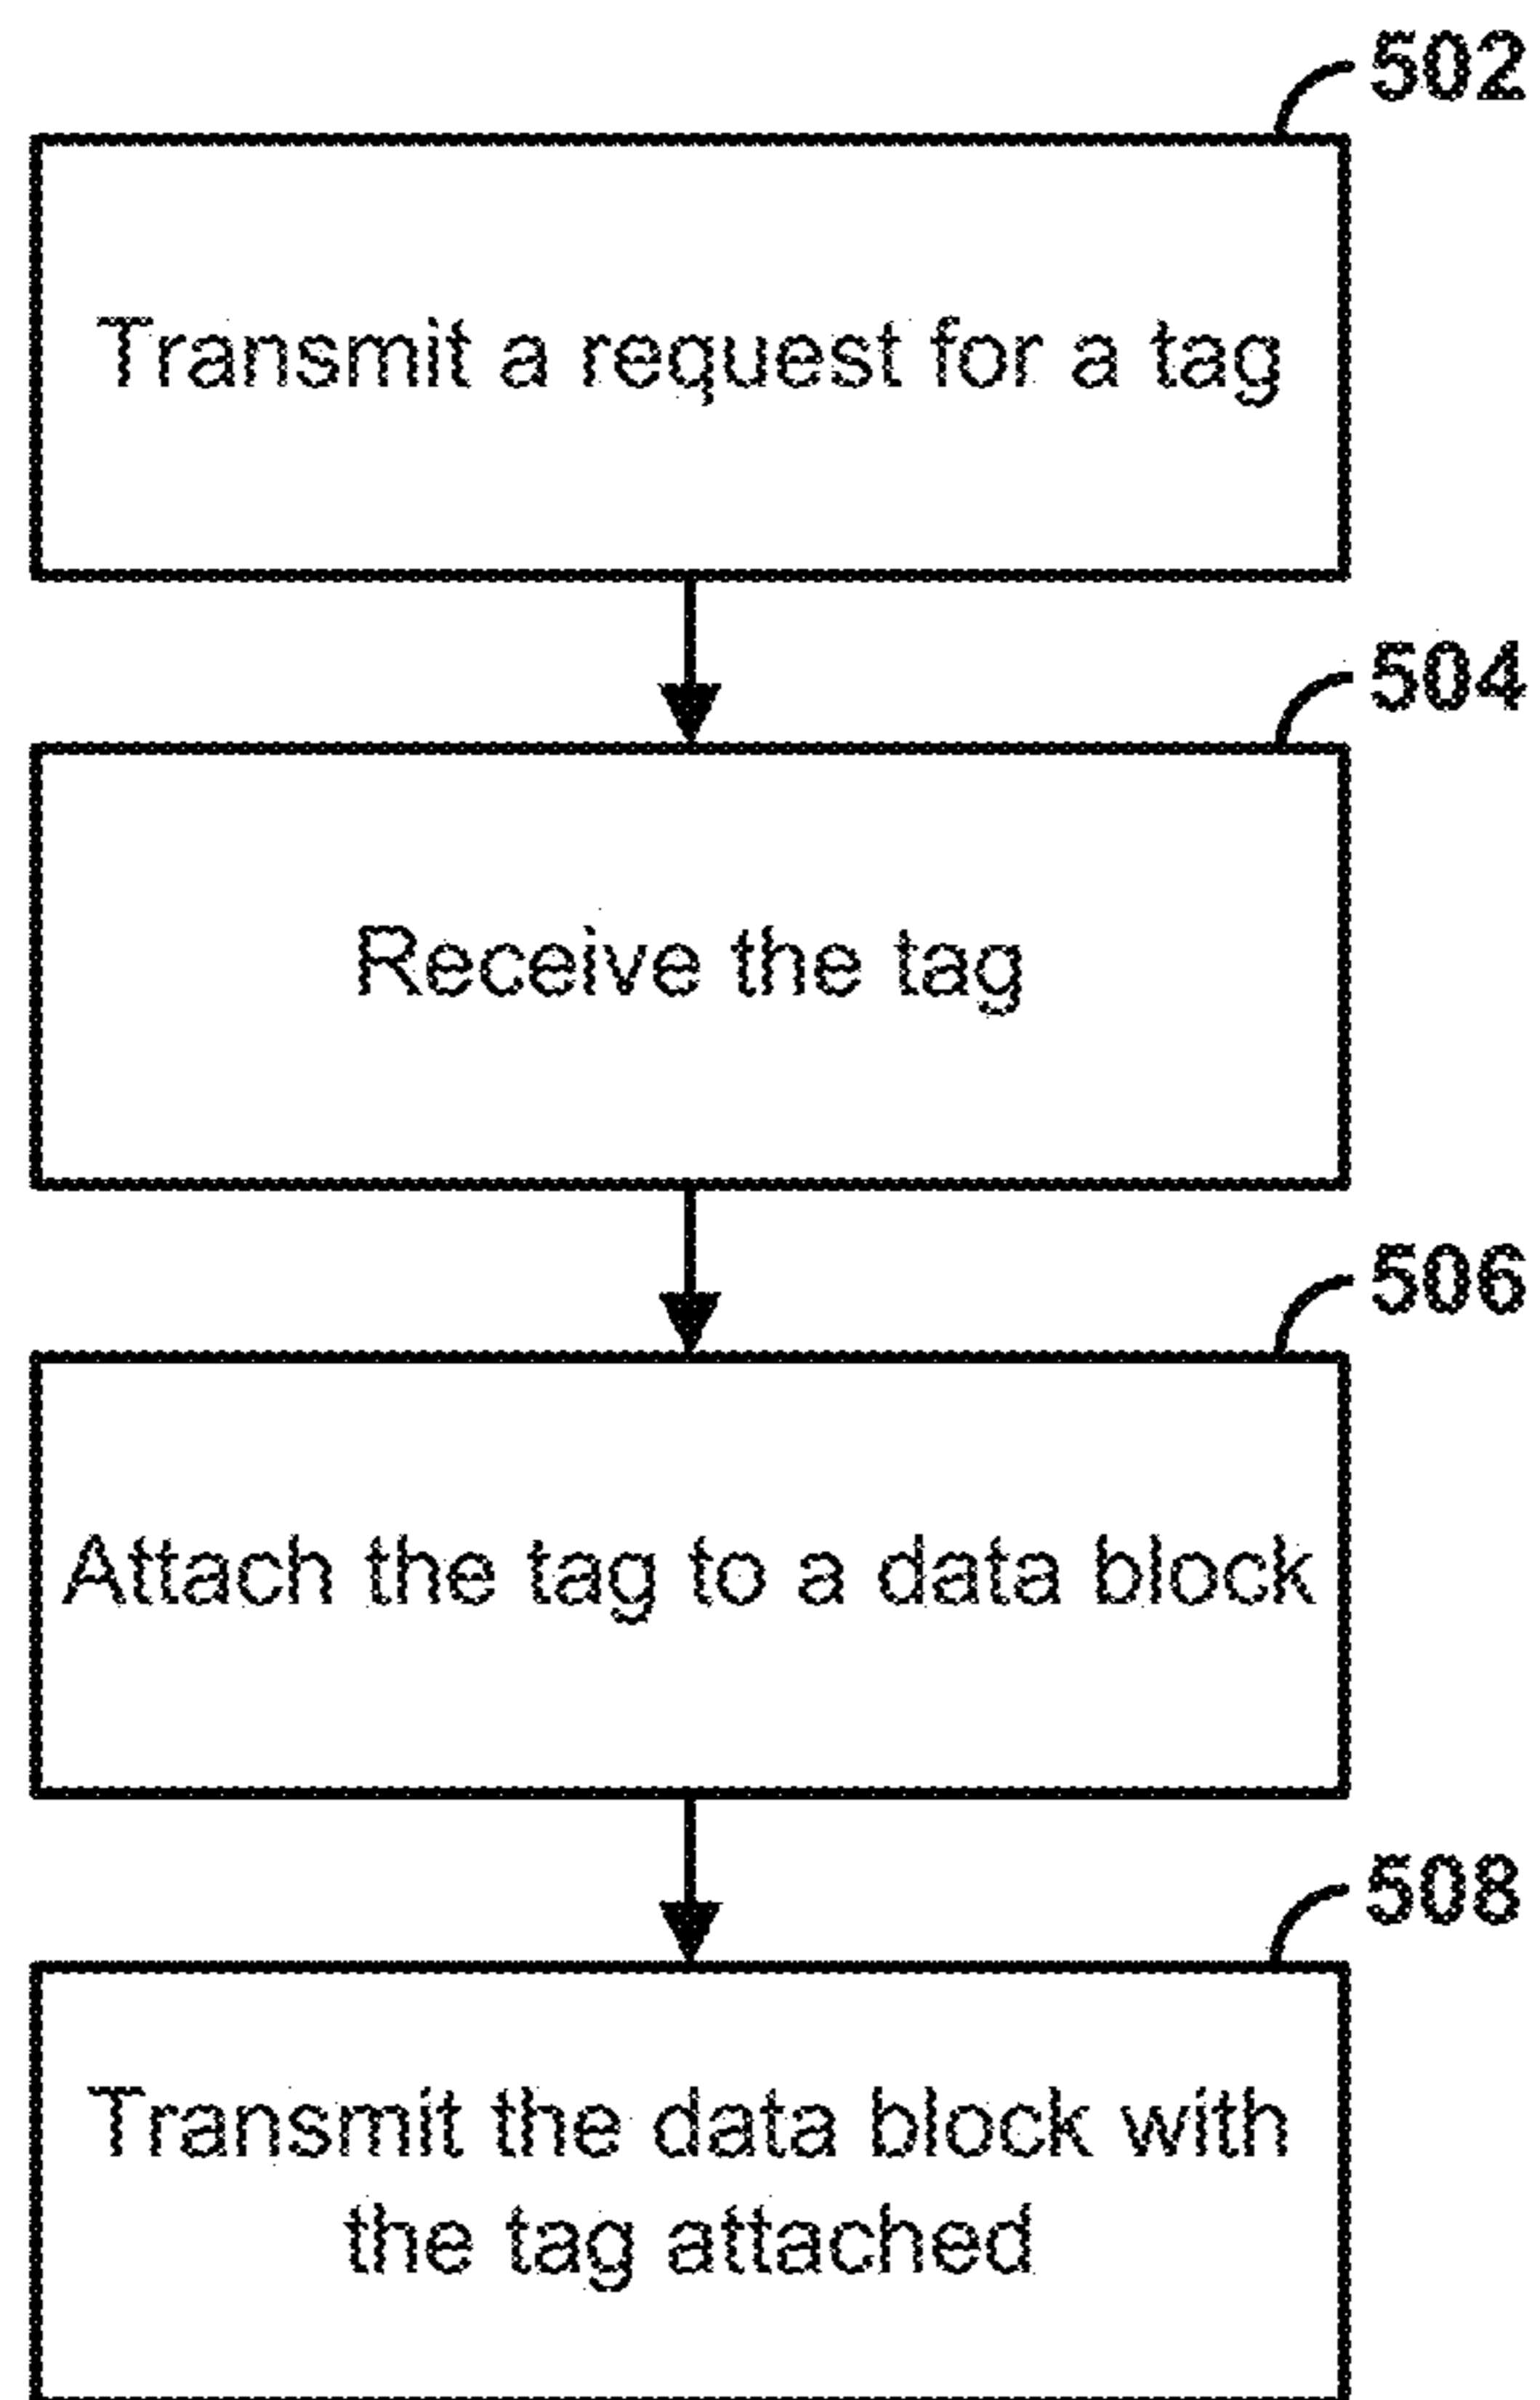 502
Transmit a request for a tag
504
Receive the tag
506
Attach the tag to a data block
508
Transmit the data block with
the tag attached